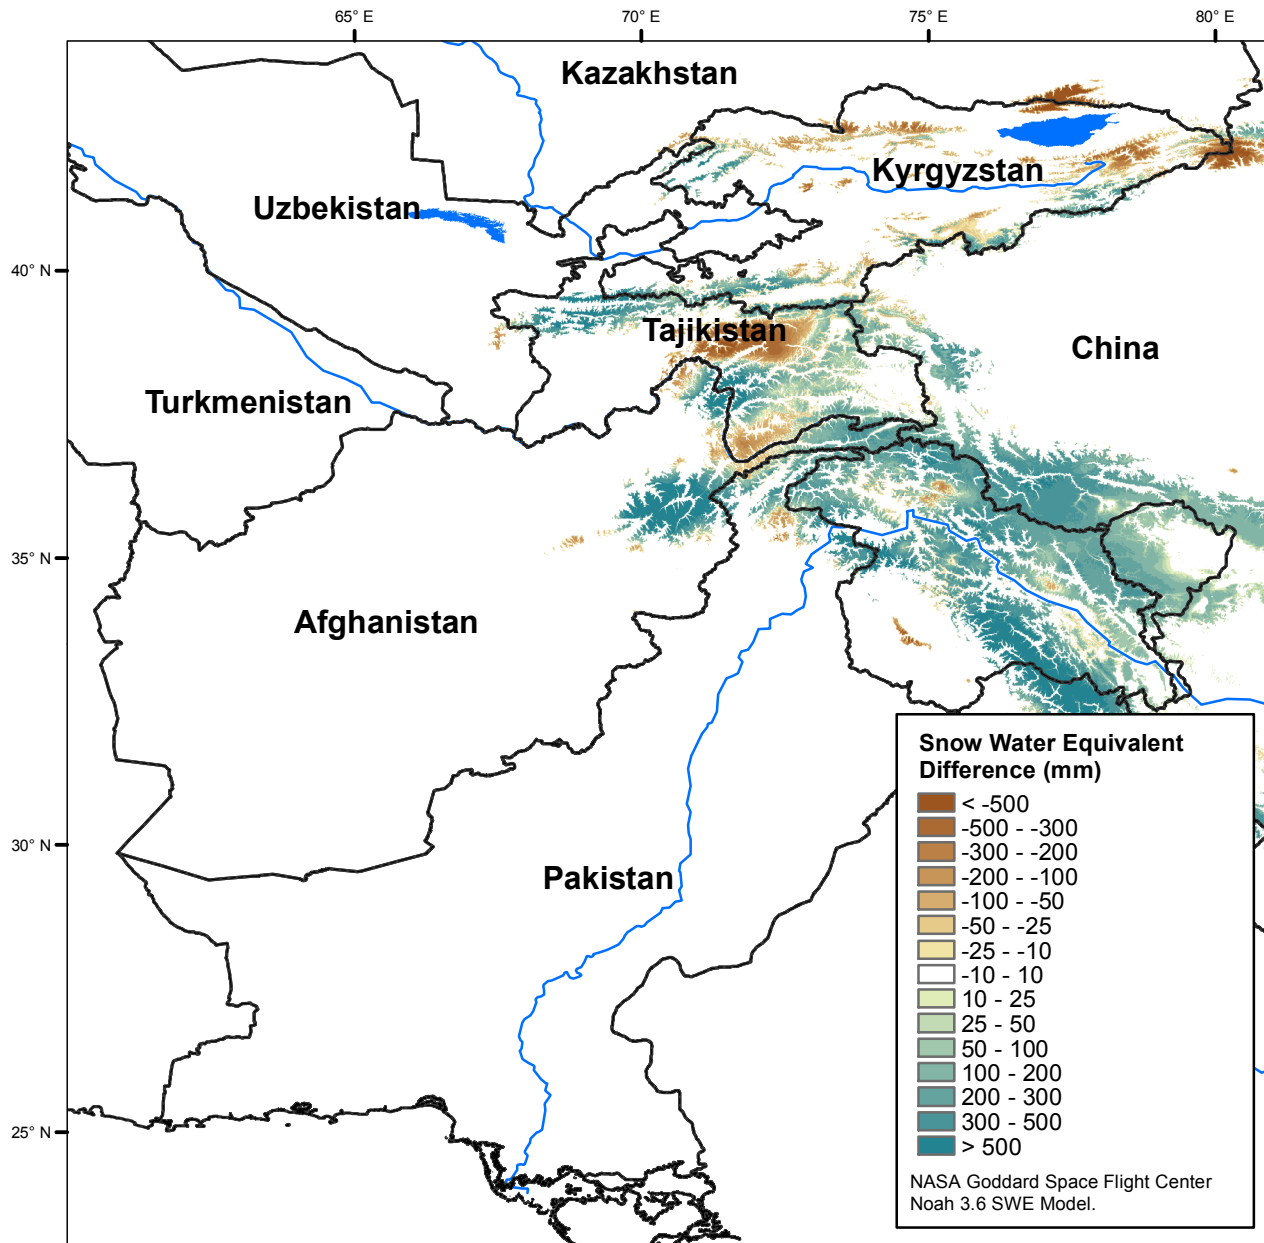 65° E
70° E
75° E
80° E
Kazakhstan
Kyrgyzstan
Uzbekistan
40° N
Tajikistan
China
Turkmenistan
35° N
Afghanistan
Snow Water Equivalent
Difference (mm)
< -500
-500 - -300
-300 - -200
-200 - -100
-100 - -50
-50 - -25
-25 - -10
-10 - 10
10 - 25
25 - 50
50 - 100
100 - 200
200 - 300
300 - 500
> 500
30° N
Pakistan
25° N
NASA Goddard Space Flight Center
Noah 3.6 SWE Model.